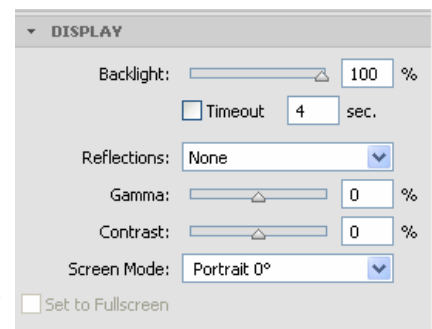 DISPLAY
Backlight: 100 %
Timeout 4 sec.
Reflections: None
Gamma: 0 %
Contrast: 0 %
Screen Mode: Portrait 0°
Set to Fullscreen